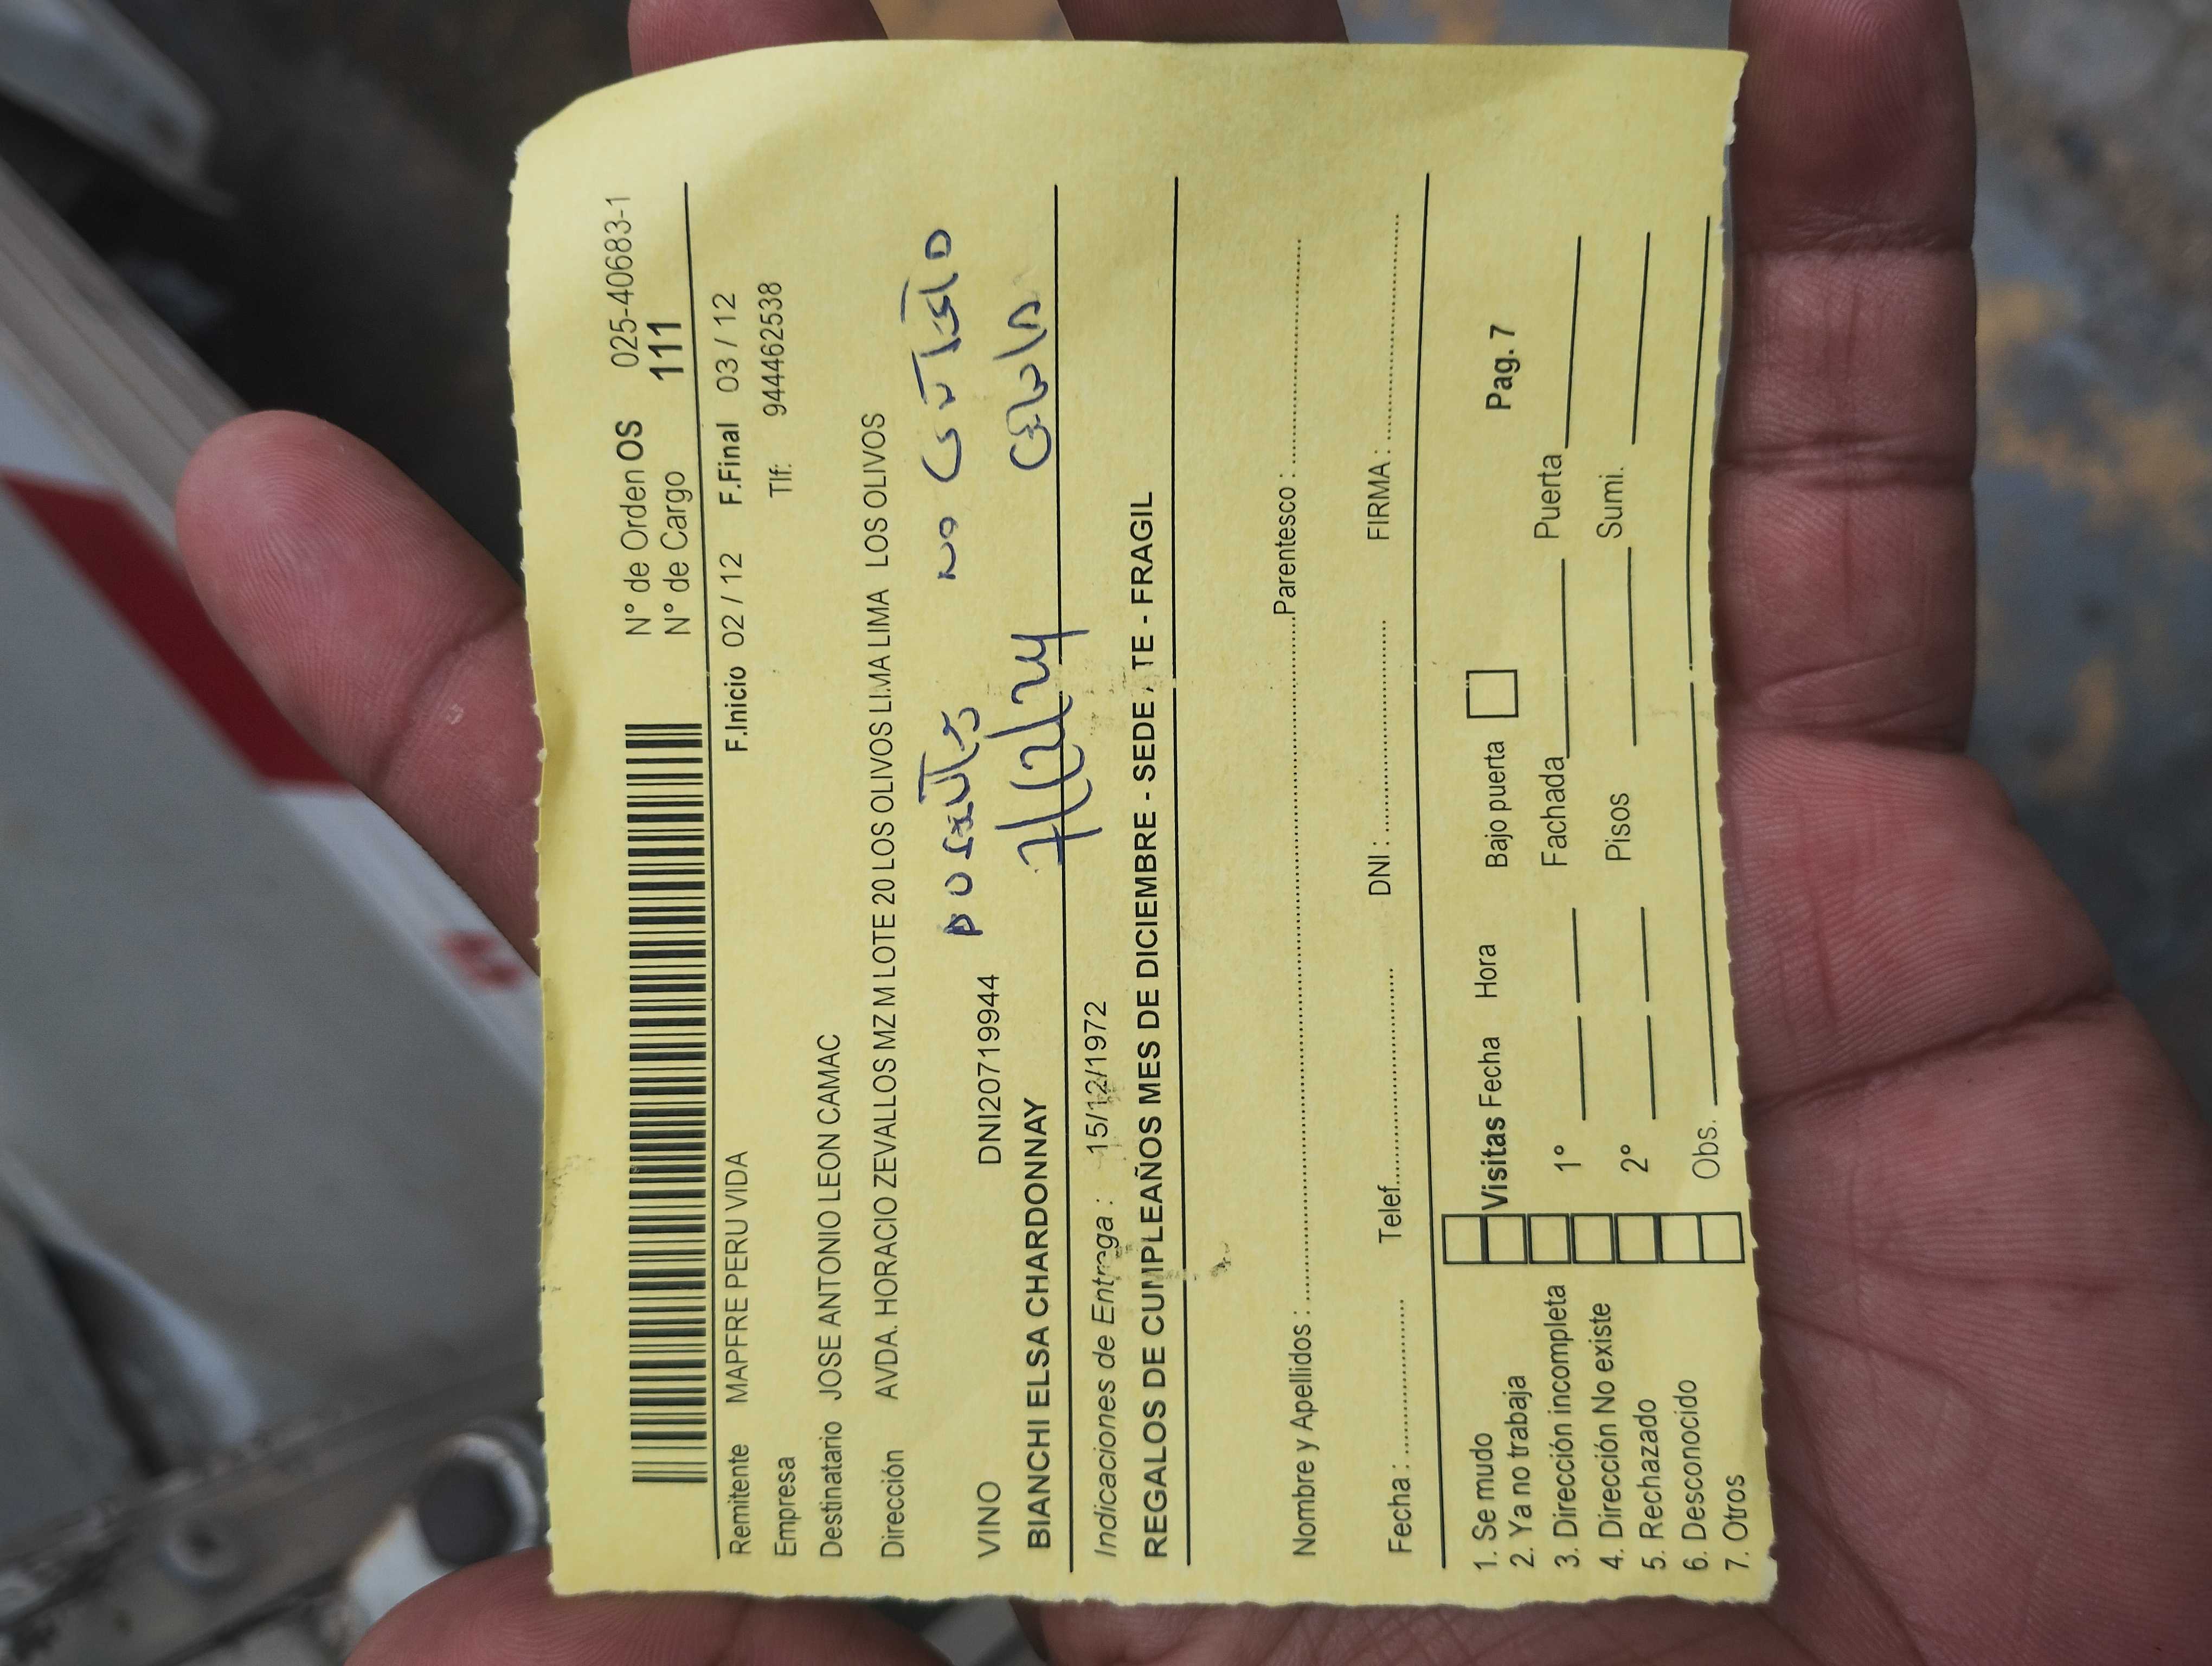 N° de Orden OS 025-40683-1
N° de Cargo 111
F.Inicio 02 / 12 F.Final 03 / 12
Remitente MAPFRE PERU VIDA
Tlf: 944462538
Empresa
Destinatario JOSE ANTONIO LEON CAMAC
Dirección AVDA. HORACIO ZEVALLOS MZ M LOTE 20 LOS OLIVOS LIMA LIMA LOS OLIVOS
No
VINO DNI20719944
BIANCHI ELSA CHARDONNAY
7/12/24
Indicaciones de Entrega : 15/12/1972
REGALOS DE CUMPLEAÑOS MES DE DICIEMBRE - SEDE ATE - FRAGIL
Nombre y Apellidos : Parentesco :
Fecha : Telef. DNI : FIRMA :
1. Se mudo
2. Ya no trabaja
3. Dirección incompleta
4. Dirección No existe
5. Rechazado
6. Desconocido
7. Otros
Visitas Fecha Hora Bajo puerta Pag. 7
1° Fachada Puerta
2° Pisos Sumi.
Obs.